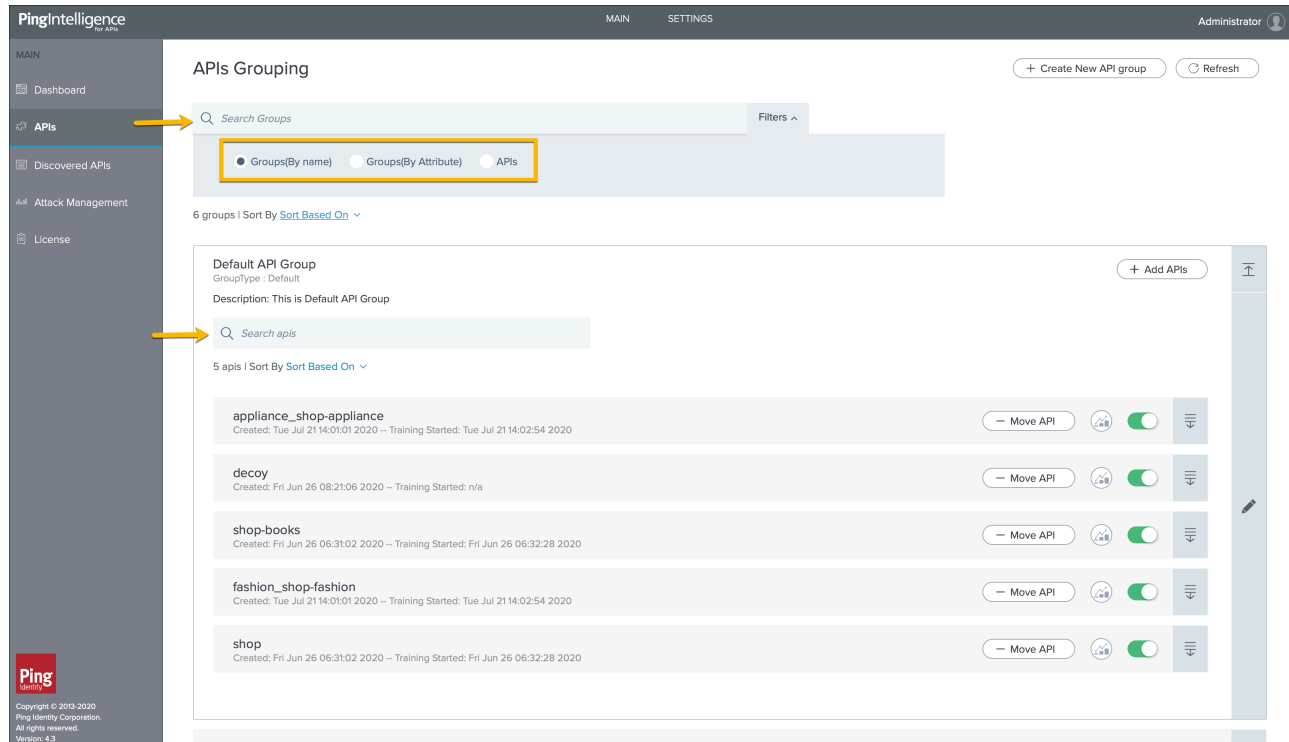 PingIntelligence
for APIs
MAIN SETTINGS
Administrator
MAIN
Dashboard
APIs
Discovered APIs
Attack Management
License
APIs Grouping
+ Create New API group
Refresh
Search Groups
Filters
Groups(By name) Groups(By Attribute) APIs
6 groups | Sort By Sort Based On
Default API Group
GroupType : Default
Description: This is Default API Group
+ Add APIs
Search apis
5 apis | Sort By Sort Based On
appliance_shop-appliance
Created: Tue Jul 21 14:01:01 2020 -- Training Started: Tue Jul 21 14:02:54 2020
— Move API
decoy
Created: Fri Jun 26 08:21:06 2020 -- Training Started: n/a
— Move API
shop-books
Created: Fri Jun 26 06:31:02 2020 -- Training Started: Fri Jun 26 06:32:28 2020
— Move API
fashion_shop-fashion
Created: Tue Jul 21 14:01:01 2020 -- Training Started: Tue Jul 21 14:02:54 2020
— Move API
shop
Created: Fri Jun 26 06:31:02 2020 -- Training Started: Fri Jun 26 06:32:28 2020
— Move API
Ping
Identity
Copyright © 2013-2020
Ping Identity Corporation.
All rights reserved.
Version: 4.3